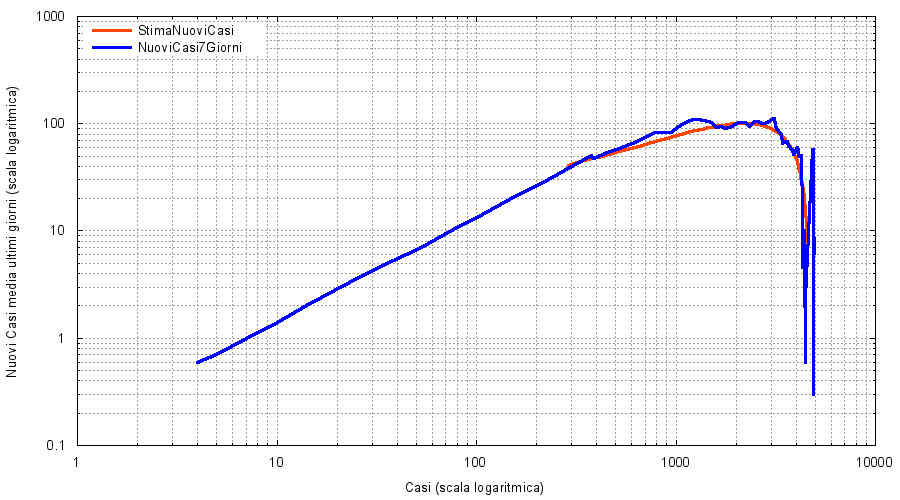 1000
StimaNuoviCasi
NuoviCasi7Giorni
100
10
1
0.1
Nuovi Casi media ultimi giorni (scala logaritmica)
1
10
100
1000
10000
Casi (scala logaritmica)